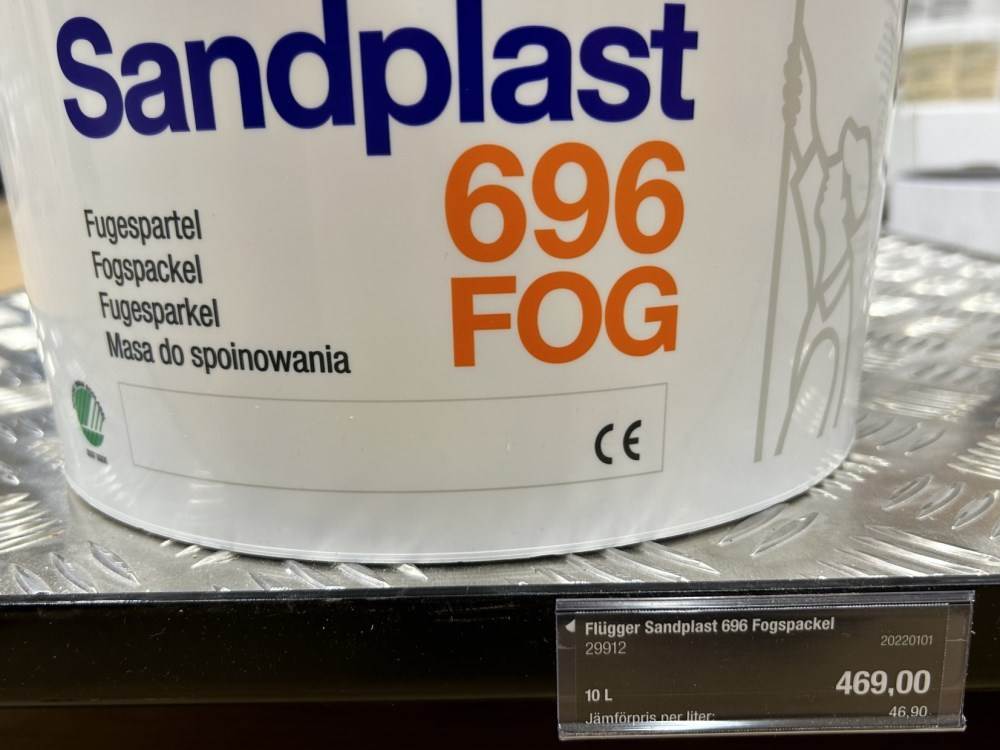 Sandplast
696
FOG
Fugespartel
Fogspackel
Fugesparkel
Masa do spoinowania
CE
Flügger Sandplast 696 Fogspackel
29912
20220101
469,00
10 L
Jämförpris per liter:
46,90